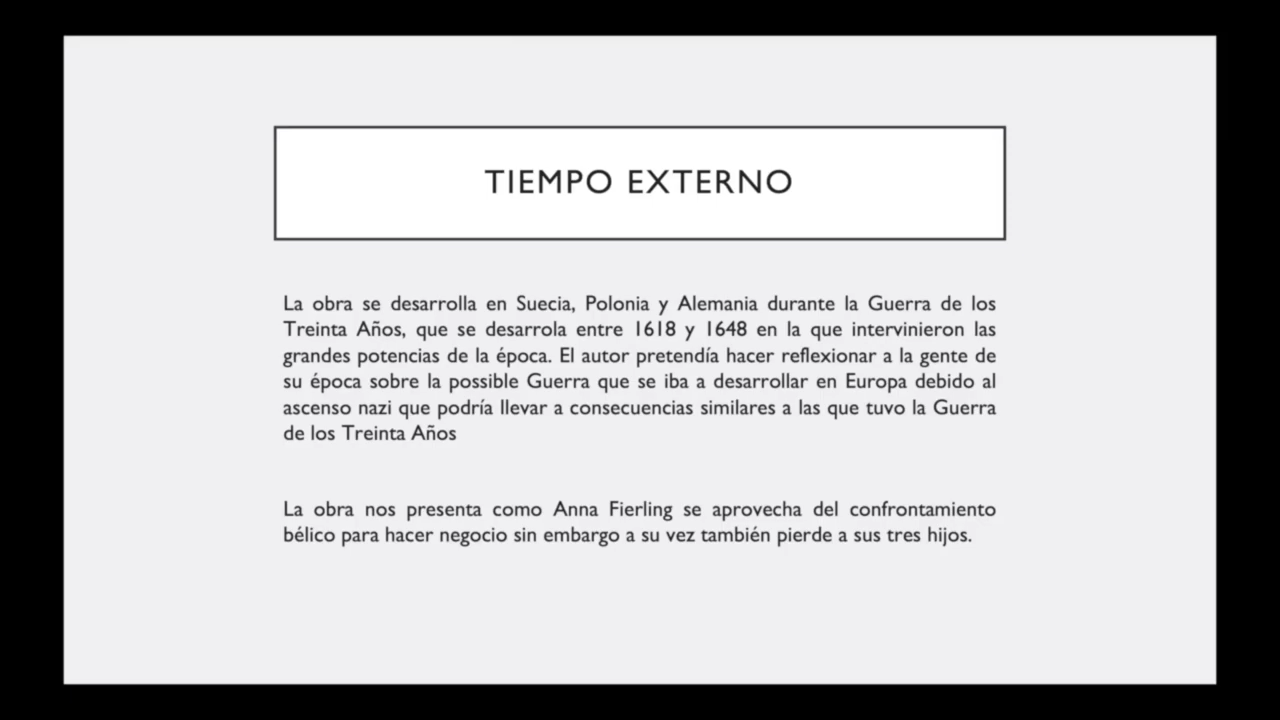 TIEMPO EXTERNO
La obra se desarrolla en Suecia, Polonia y Alemania durante la Guerra de los
Treinta Años, que se desarrola entre 1618 y 1648 en la que intervinieron las
grandes potencias de la época. El autor pretendía hacer reflexionar a la gente de
su época sobre la possible Guerra que se iba a desarrollar en Europa debido al
ascenso nazi que podría llevar a consecuencias similares a las que tuvo la Guerra
de los Treinta Años
La obra nos presenta como Anna Fierling se aprovecha del confrontamiento
bélico para hacer negocio sin embargo a su vez también pierde a sus tres hijos.